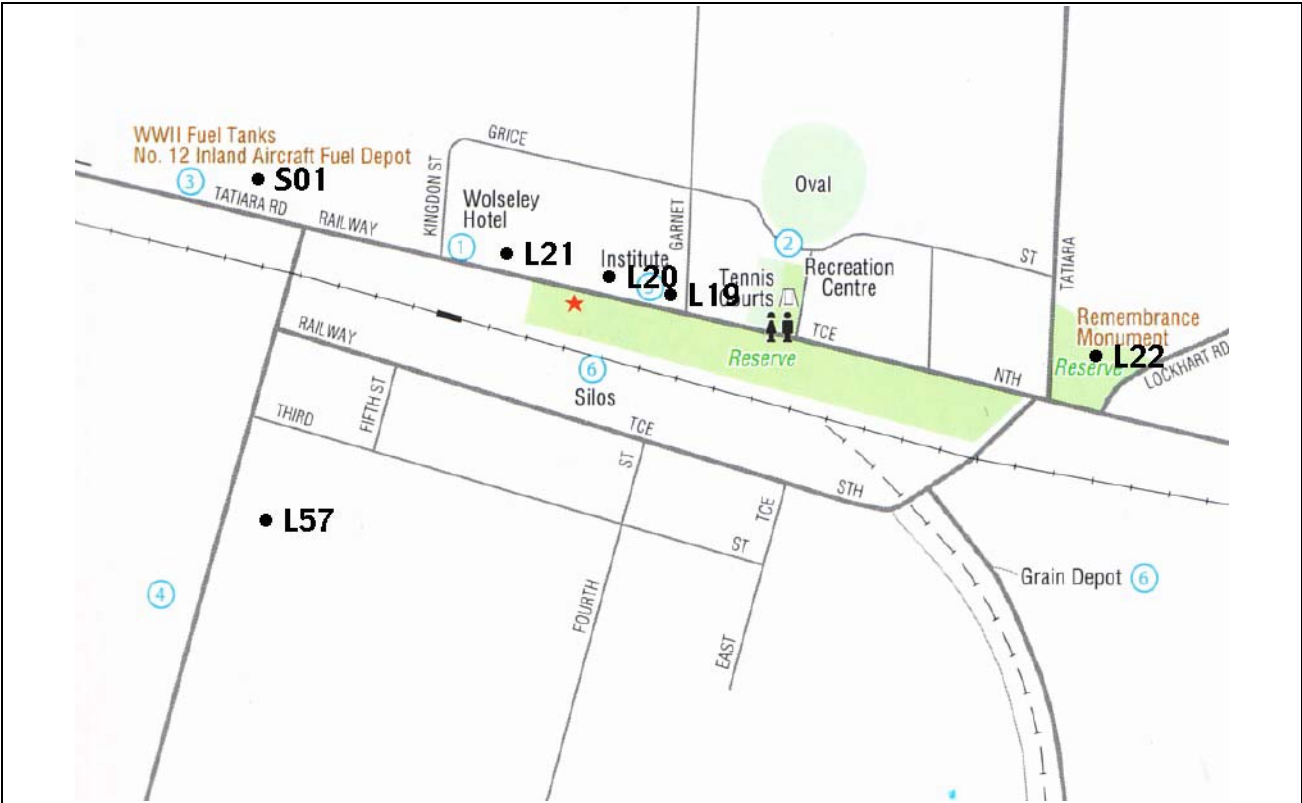 WWII Fuel Tanks
No. 12 Inland Aircraft Fuel Depot
3
S01
TATIARA RD
RAILWAY
KINGDON ST
GRICE
Wolseley
Hotel
1
L21
Institute
L20
5
L19
GARNET
Oval
2
Tennis
Courts
Recreation
Centre
ST
TATIARA
TCE
Reserve
NTH
Remembrance
Monument
L22
Reserve
LOCKHART RD
RAILWAY
6
Silos
TCE
STH
THIRD
FIFTH ST
ST
FOURTH
ST
TCE
EAST
L57
4
Grain Depot 6